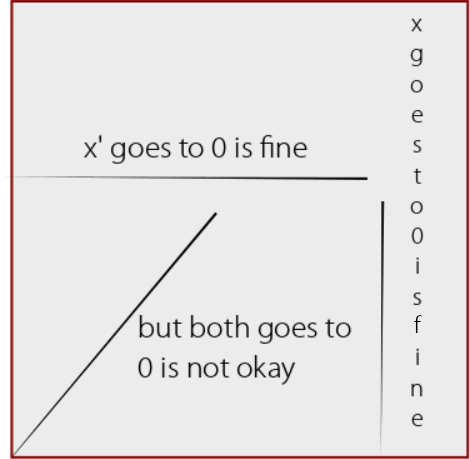 x' goes to 0 is fine
but both goes to
0 is not okay
x goes to 0 is fine